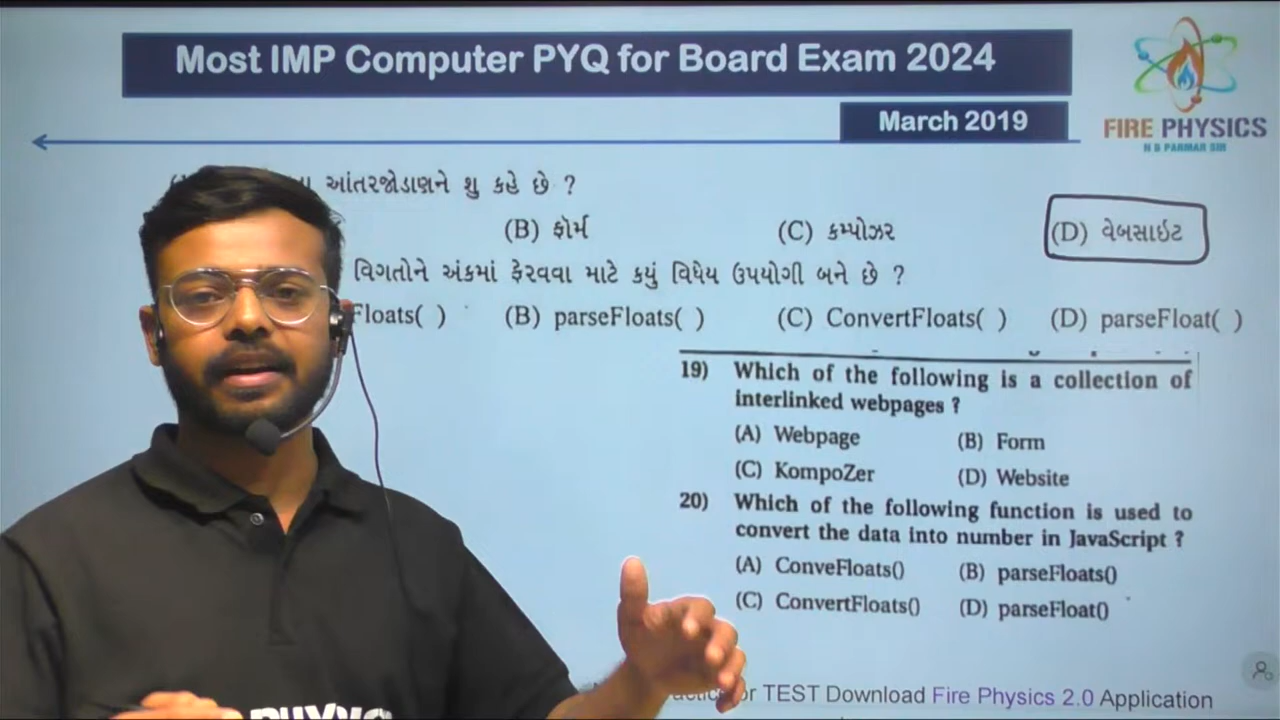 Most IMP Computer PYQ for Board Exam 2024
March 2019
FIRE PHYSICS
N B PARMAR SIR
આંતરજોડાણને શુ કહે છે ?
(B) ફૉર્મ (C) કમ્પોઝર (D) વેબસાઇટ
વિગતોને અંકમાં ફેરવવા માટે કયું વિધેય ઉપયોગી બને છે ?
Floats( ) (B) parseFloats( ) (C) ConvertFloats( ) (D) parseFloat( )
19) Which of the following is a collection of
interlinked webpages ?
(A) Webpage (B) Form
(C) KompoZer (D) Website
20) Which of the following function is used to
convert the data into number in JavaScript ?
(A) ConveFloats() (B) parseFloats()
(C) ConvertFloats() (D) parseFloat()
TEST Download Fire Physics 2.0 Application